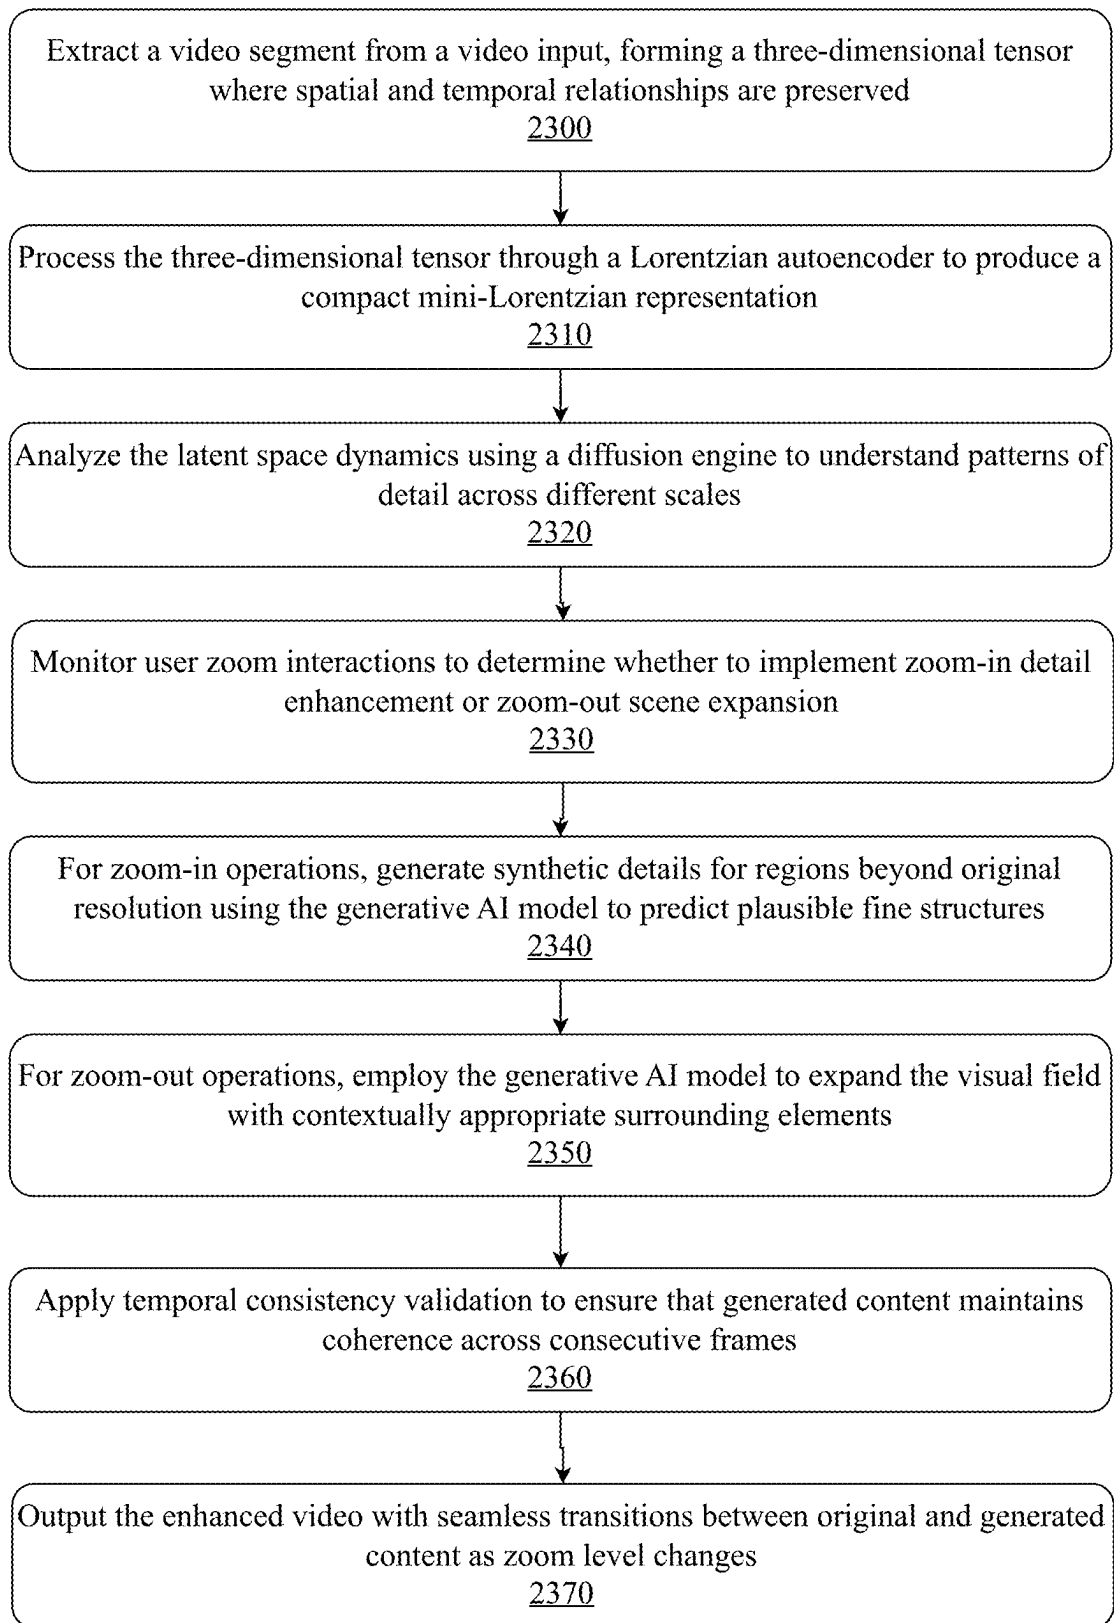 Extract a video segment from a video input, forming a three-dimensional tensor
where spatial and temporal relationships are preserved
2300
Process the three-dimensional tensor through a Lorentzian autoencoder to produce a
compact mini-Lorentzian representation
2310
Analyze the latent space dynamics using a diffusion engine to understand patterns of
detail across different scales
2320
Monitor user zoom interactions to determine whether to implement zoom-in detail
enhancement or zoom-out scene expansion
2330
For zoom-in operations, generate synthetic details for regions beyond original
resolution using the generative AI model to predict plausible fine structures
2340
For zoom-out operations, employ the generative AI model to expand the visual field
with contextually appropriate surrounding elements
2350
Apply temporal consistency validation to ensure that generated content maintains
coherence across consecutive frames
2360
Output the enhanced video with seamless transitions between original and generated
content as zoom level changes
2370